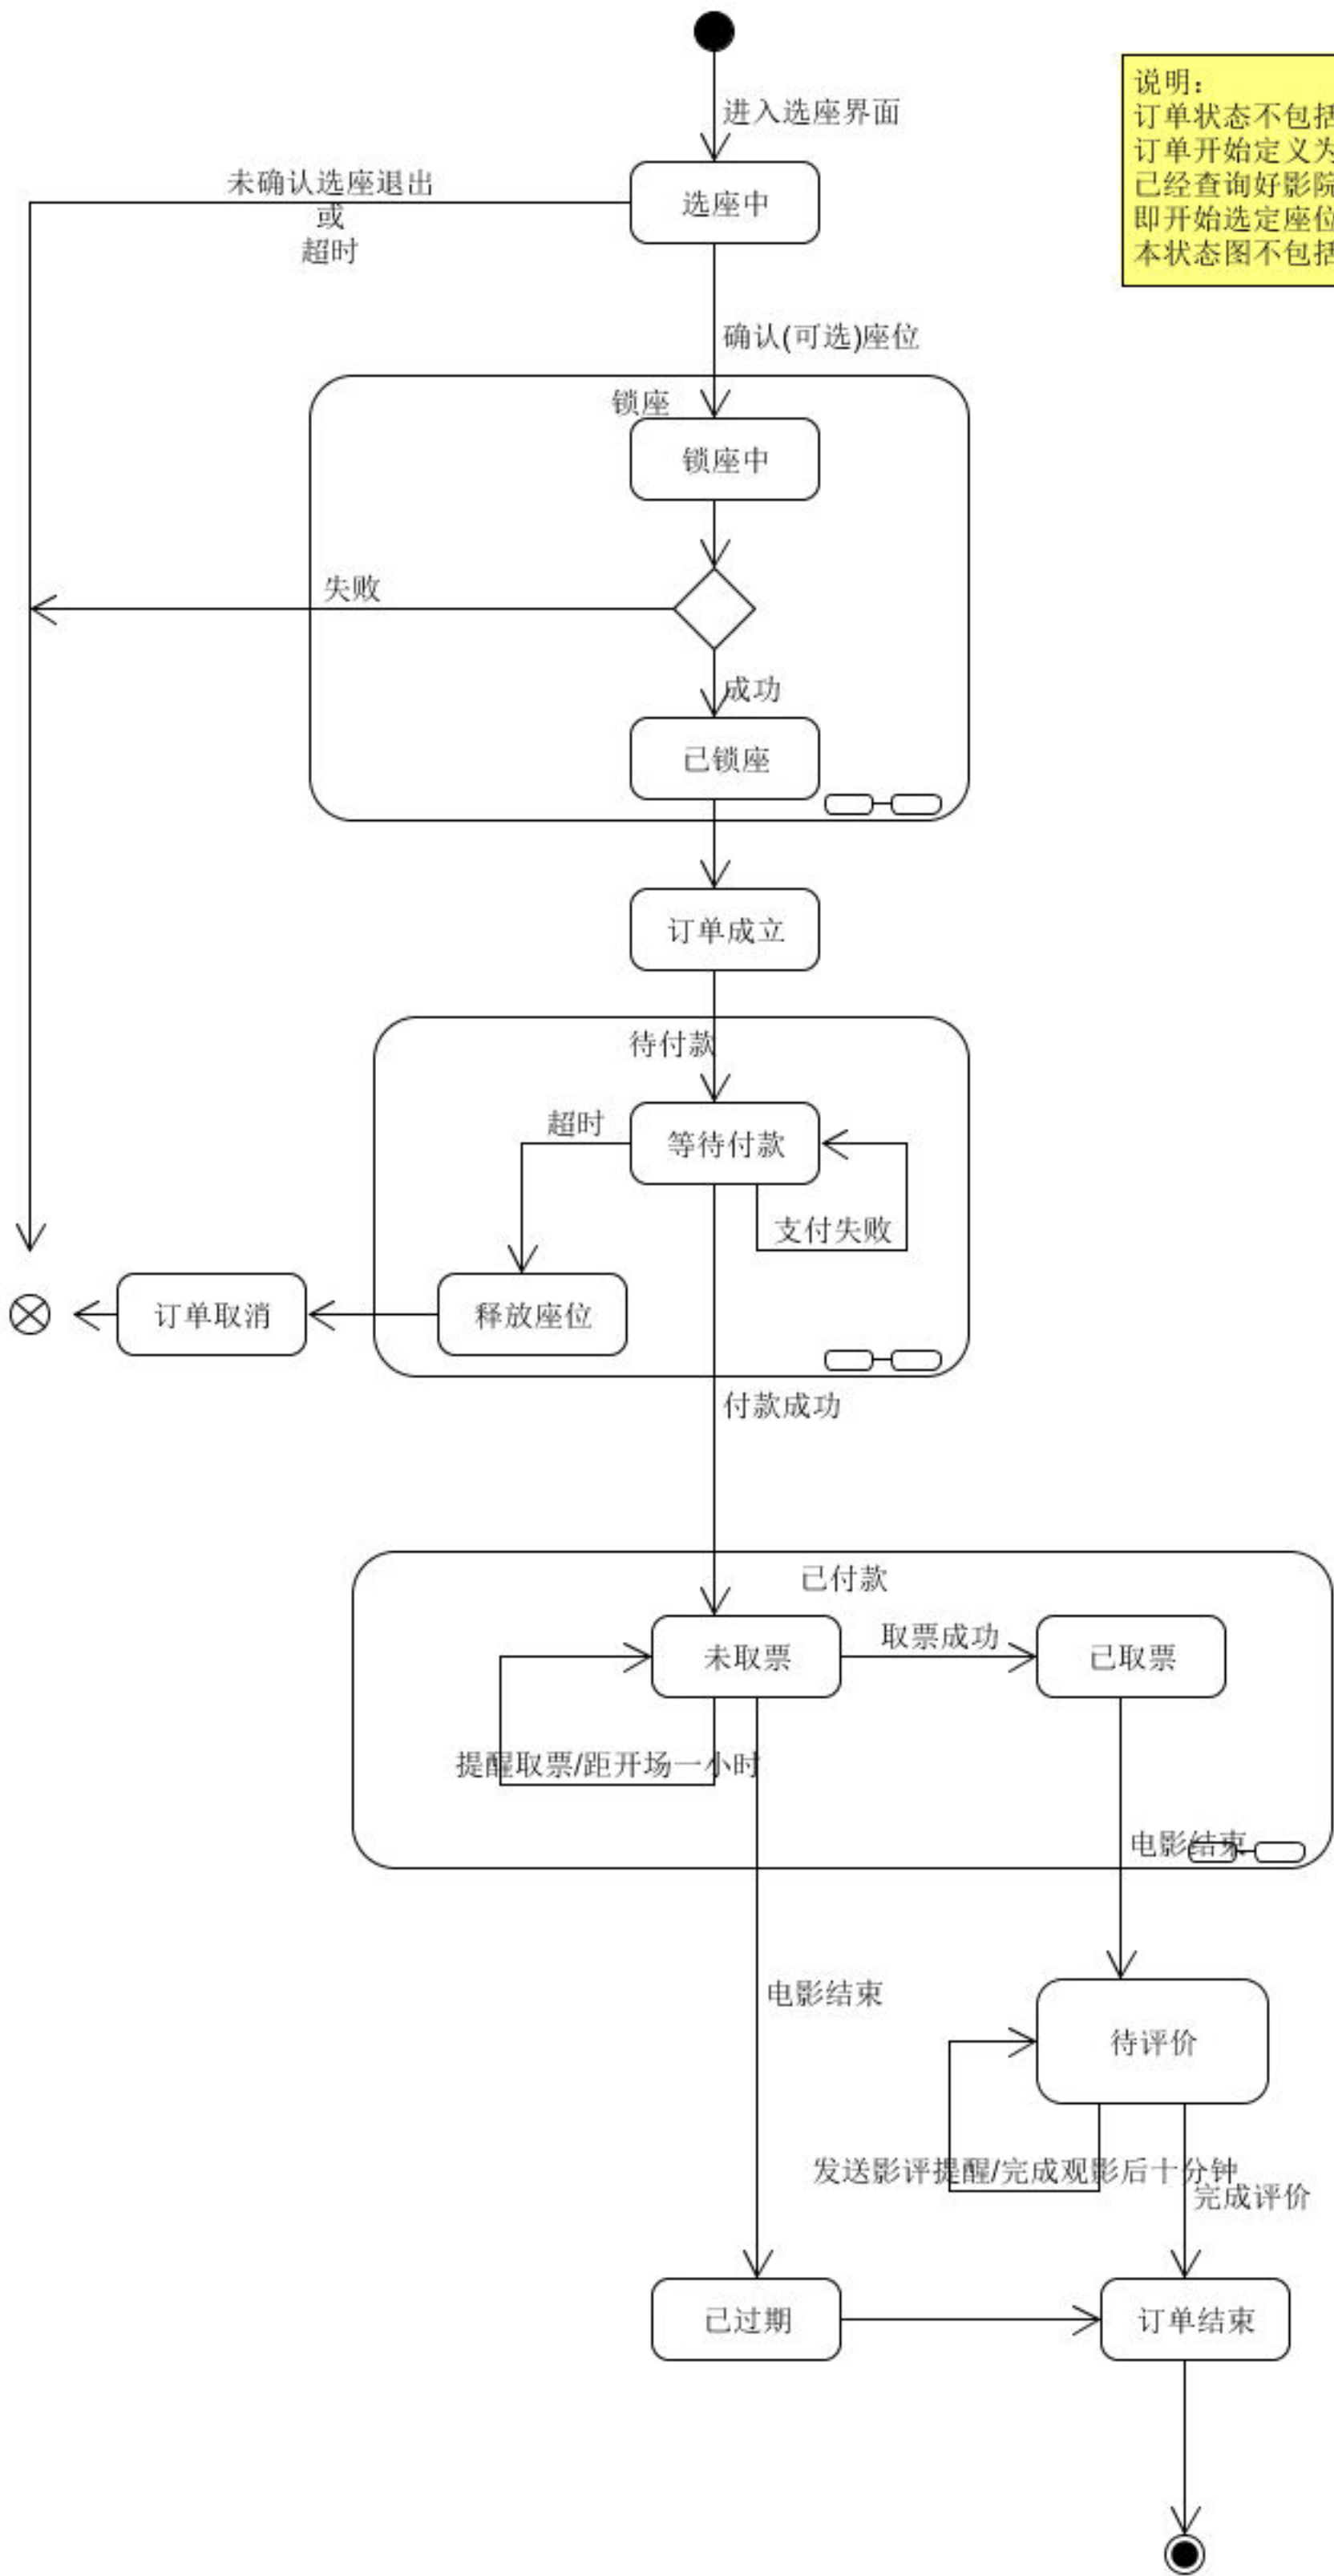 进入选座界面
说明：
订单状态不包括
订单开始定义为
已经查询好影院
即开始选定座位
本状态图不包括
未确认选座退出
或
超时
选座中
确认(可选)座位
锁座
锁座中
失败
成功
已锁座
订单成立
待付款
超时
等待付款
支付失败
订单取消
释放座位
付款成功
已付款
未取票
取票成功
已取票
提醒取票/距开场一小时
电影结束
电影结束
待评价
发送影评提醒/完成观影后十分钟
完成评价
已过期
订单结束